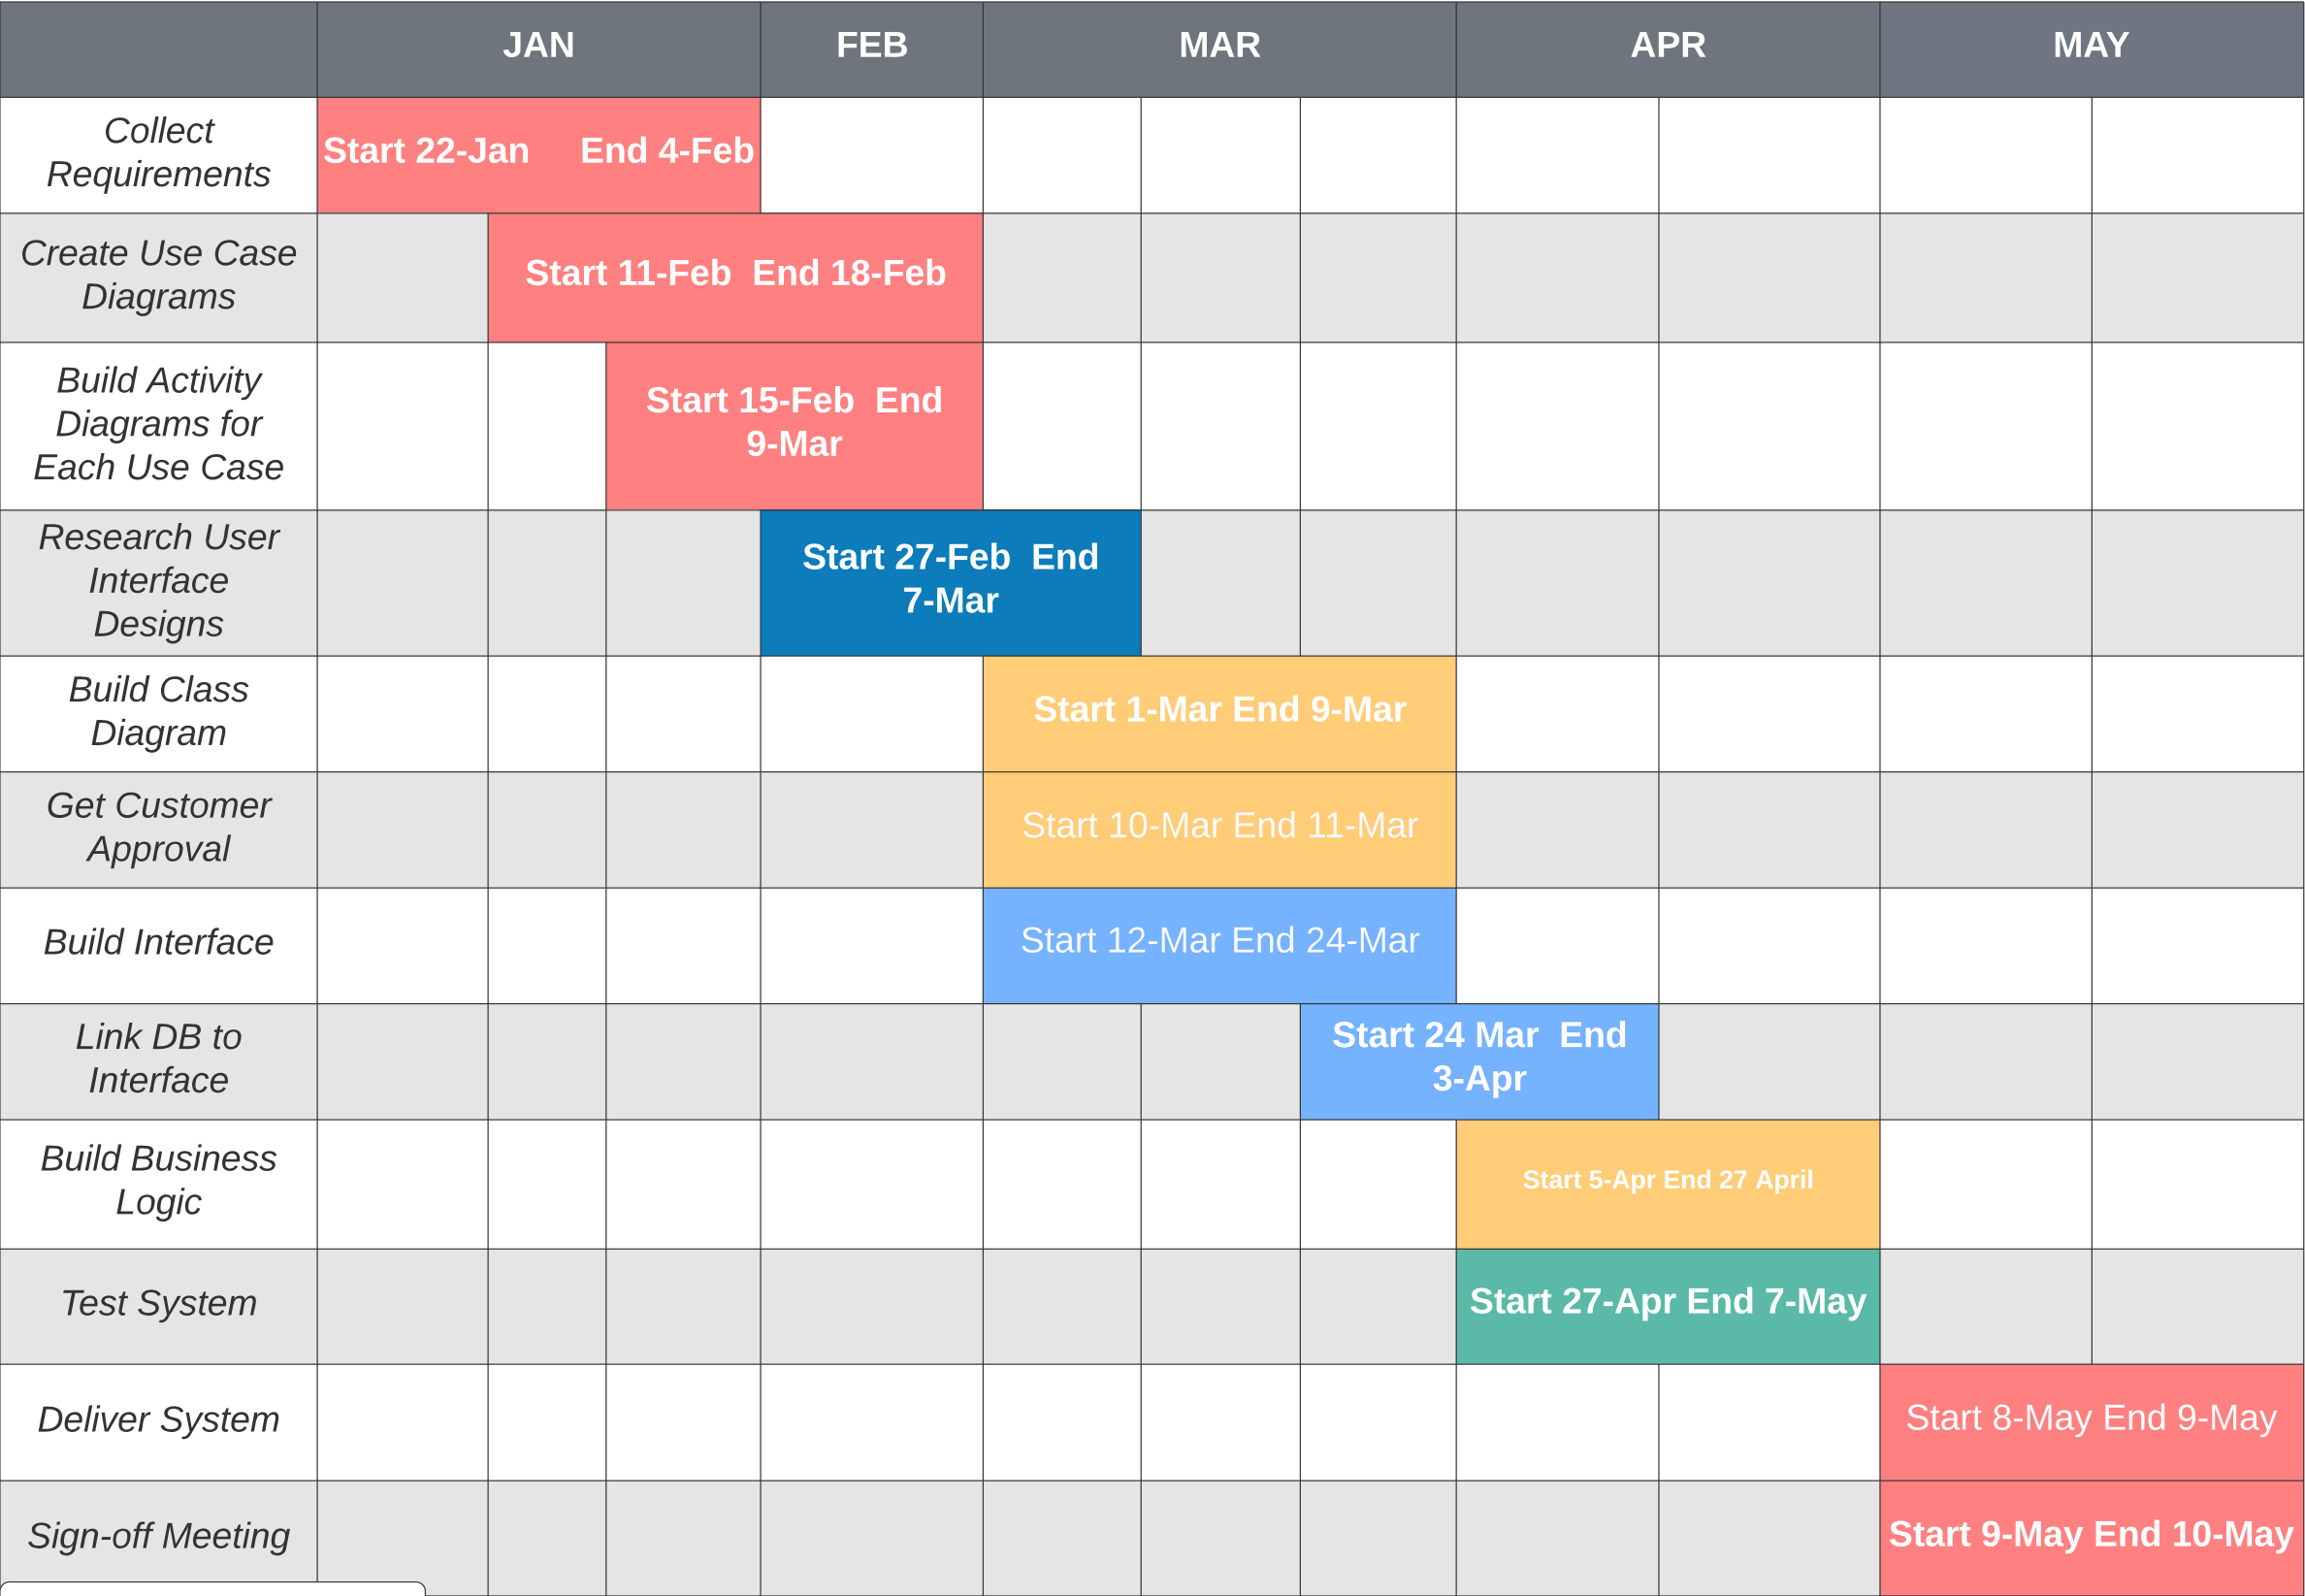 JAN FEB MAR APR MAY
Collect
Requirements
Start 22-Jan End 4-Feb
Create Use Case
Diagrams
Start 11-Feb End 18-Feb
Build Activity
Diagrams for
Each Use Case
Start 15-Feb End
9-Mar
Research User
Interface
Designs
Start 27-Feb End
7-Mar
Build Class
Diagram
Start 1-Mar End 9-Mar
Get Customer
Approval
Start 10-Mar End 11-Mar
Build Interface
Start 12-Mar End 24-Mar
Link DB to
Interface
Start 24 Mar End
3-Apr
Build Business
Logic
Start 5-Apr End 27 April
Test System
Start 27-Apr End 7-May
Deliver System
Start 8-May End 9-May
Sign-off Meeting
Start 9-May End 10-May